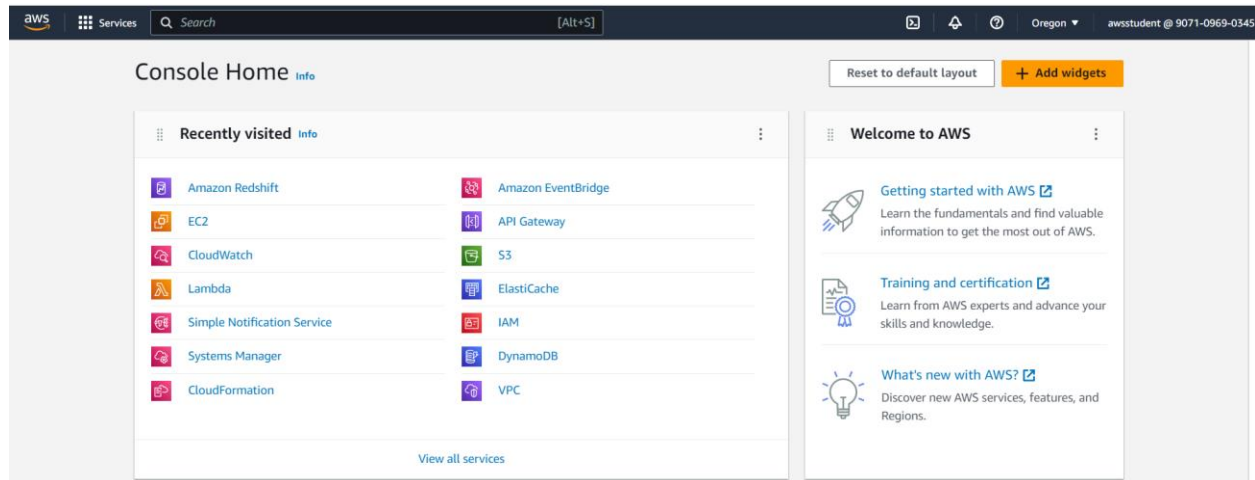 aws Services Search [Alt+S] Oregon awsstudent @ 9071-0969-0345
Console Home Info
Reset to default layout
+ Add widgets
Recently visited Info
Amazon Redshift
EC2
CloudWatch
Lambda
Simple Notification Service
Systems Manager
CloudFormation
Amazon EventBridge
API Gateway
S3
ElastiCache
IAM
DynamoDB
VPC
View all services
Welcome to AWS
Getting started with AWS
Learn the fundamentals and find valuable
information to get the most out of AWS.
Training and certification
Learn from AWS experts and advance your
skills and knowledge.
What's new with AWS?
Discover new AWS services, features, and
Regions.